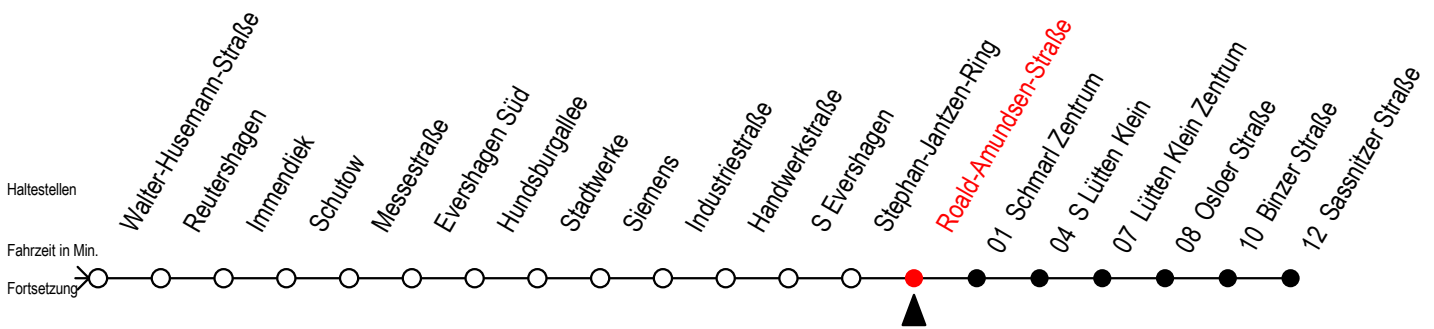 Haltestellen
Fahrzeit in Min.
Fortsetzung
Walter-Husemann-Straße
Reutershagen
Immendiek
Schutow
Messestraße
Evershagen Süd
Hundsburgallee
Stadtwerke
Siemens
Industriestraße
Handwerkstraße
S Evershagen
Stephan-Jantzen-Ring
Roald-Amundsen-Straße
01 Schmarl Zentrum
04 S Lütten Klein
07 Lütten Klein Zentrum
08 Osloer Straße
10 Binzer Straße
12 Sassnitzer Straße